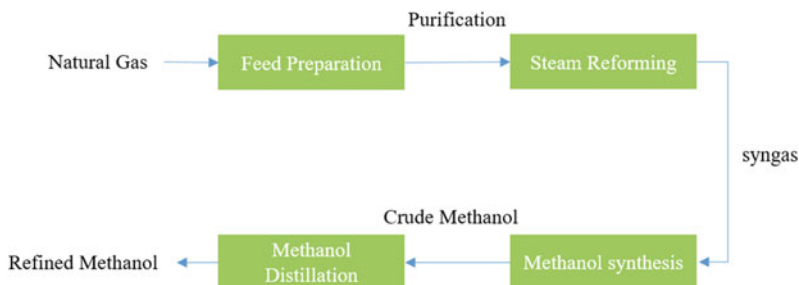 Purification
Natural Gas
Feed Preparation
Steam Reforming
syngas
Crude Methanol
Methanol synthesis
Methanol
Distillation
Refined Methanol